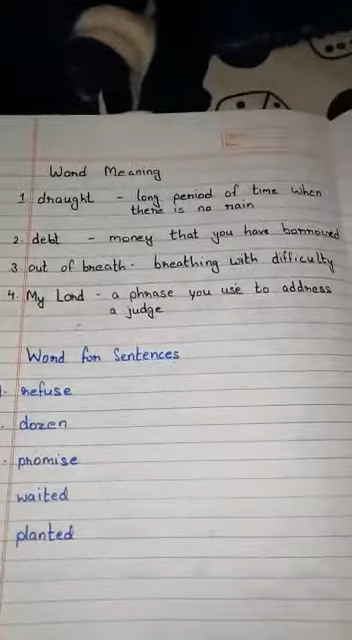 Word Meaning
1. drought - long period of time when
there is no rain
2. debt - money that you have borrowed
3. out of breath - breathing with difficulty
4. My Lord - a phrase you use to address
a judge
Word for Sentences
1. refuse
. dozen
. promise
waited
planted